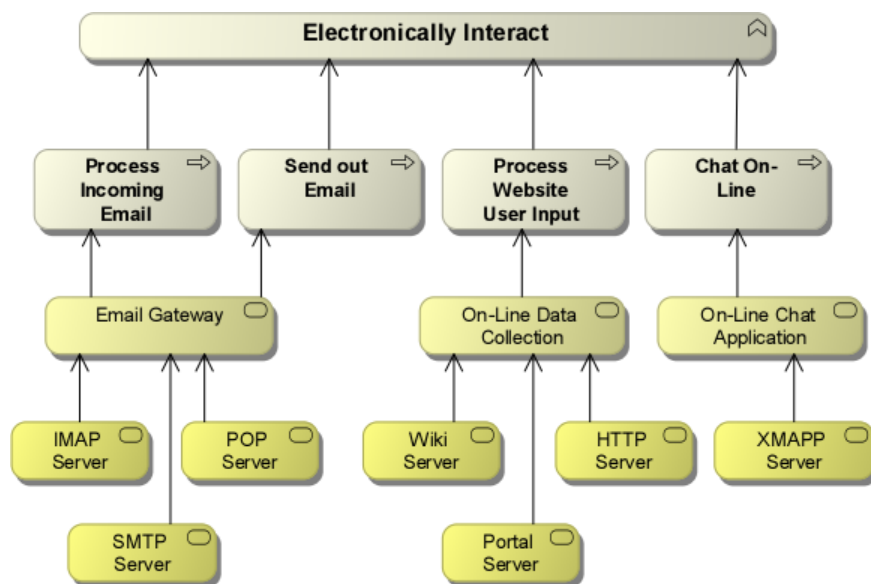 Electronically Interact
Process
Incoming
Email
Send out
Email
Process
Website
User Input
Chat On-
Line
Email Gateway
On-Line Data
Collection
On-Line Chat
Application
IMAP
Server
POP
Server
Wiki
Server
HTTP
Server
XMAPP
Server
SMTP
Server
Portal
Server